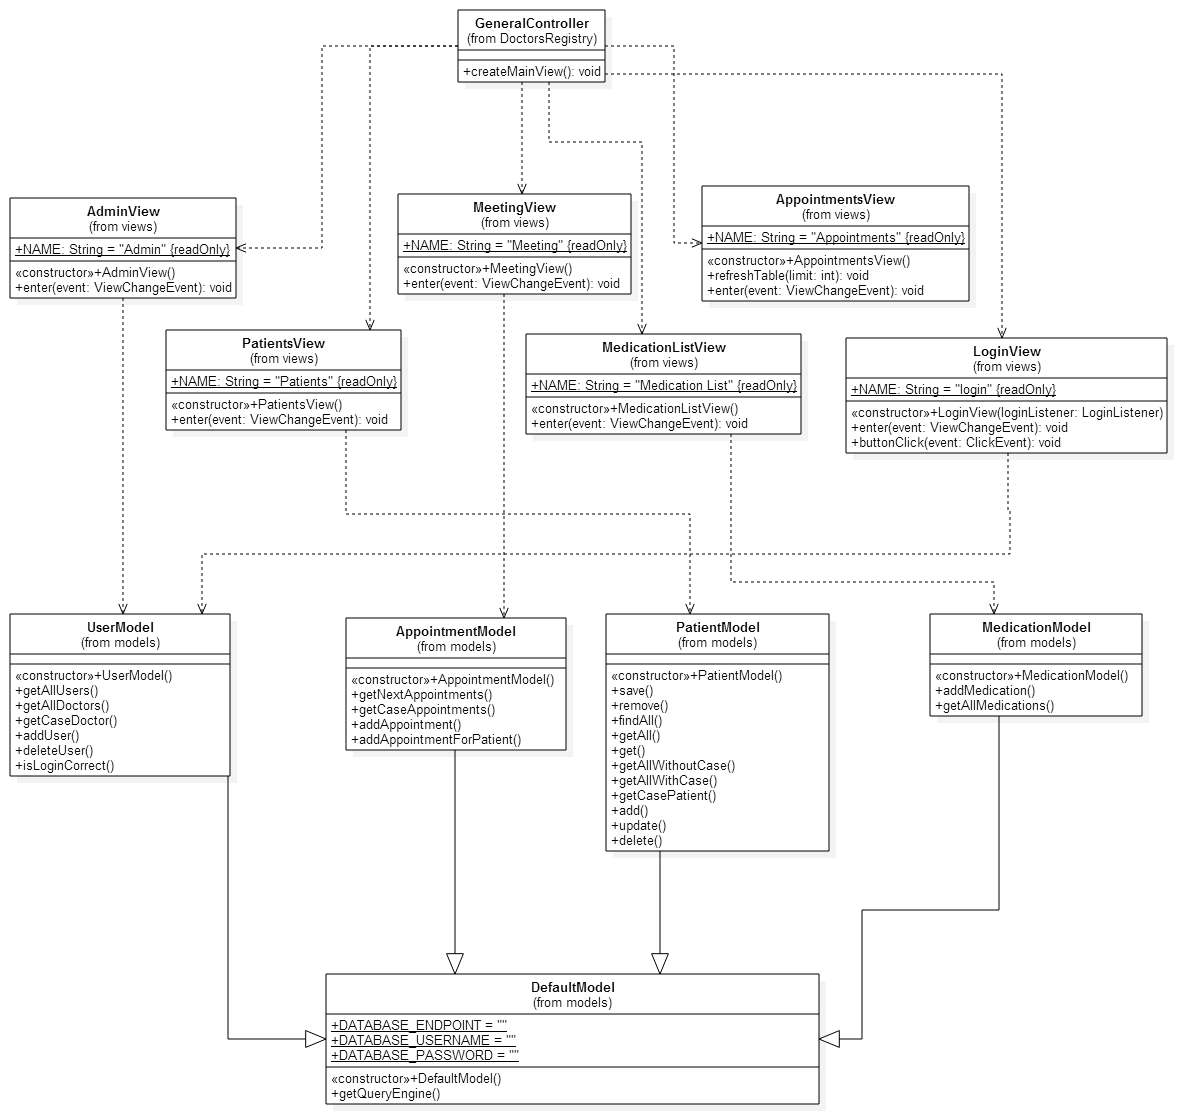 GeneralController
(from DoctorsRegistry)
+createMainView(): void
AdminView
(from views)
+NAME: String = "Admin" {readOnly}
«constructor»+AdminView()
+enter(event: ViewChangeEvent): void
MeetingView
(from views)
+NAME: String = "Meeting" {readOnly}
«constructor»+MeetingView()
+enter(event: ViewChangeEvent): void
AppointmentsView
(from views)
+NAME: String = "Appointments" {readOnly}
«constructor»+AppointmentsView()
+refreshTable(limit: int): void
+enter(event: ViewChangeEvent): void
PatientsView
(from views)
+NAME: String = "Patients" {readOnly}
«constructor»+PatientsView()
+enter(event: ViewChangeEvent): void
MedicationListView
(from views)
+NAME: String = "Medication List" {readOnly}
«constructor»+MedicationListView()
+enter(event: ViewChangeEvent): void
LoginView
(from views)
+NAME: String = "login" {readOnly}
«constructor»+LoginView(loginListener: LoginListener)
+enter(event: ViewChangeEvent): void
+buttonClick(event: ClickEvent): void
UserModel
(from models)
«constructor»+UserModel()
+getAllUsers()
+getAllDoctors()
+getCaseDoctor()
+addUser()
+deleteUser()
+isLoginCorrect()
AppointmentModel
(from models)
«constructor»+AppointmentModel()
+getNextAppointments()
+getCaseAppointments()
+addAppointment()
+addAppointmentForPatient()
PatientModel
(from models)
«constructor»+PatientModel()
+save()
+remove()
+findAll()
+getAll()
+get()
+getAllWithoutCase()
+getAllWithCase()
+getCasePatient()
+add()
+update()
+delete()
MedicationModel
(from models)
«constructor»+MedicationModel()
+addMedication()
+getAllMedications()
DefaultModel
(from models)
+DATABASE_ENDPOINT = ""
+DATABASE_USERNAME = ""
+DATABASE_PASSWORD = ""
«constructor»+DefaultModel()
+getQueryEngine()